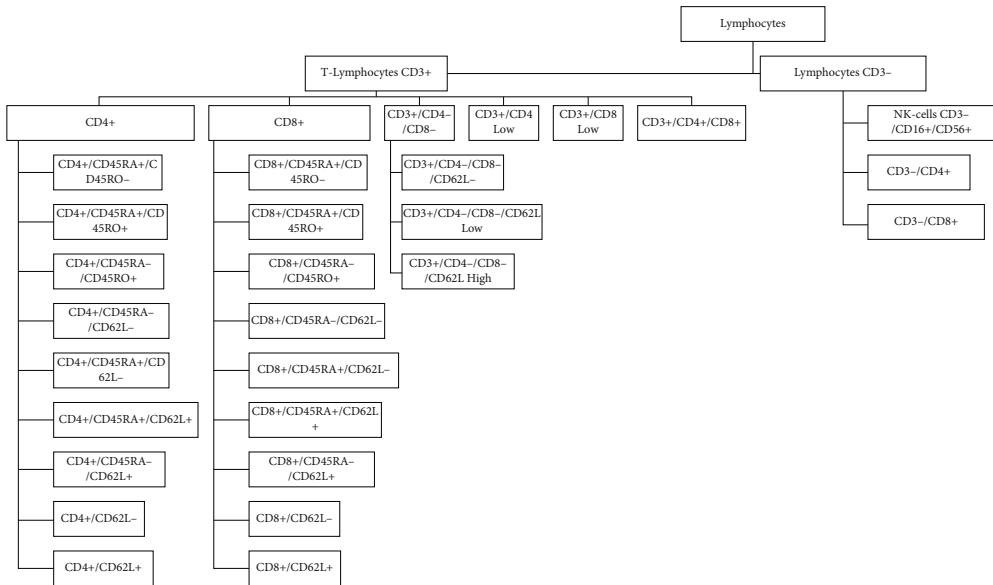 Lymphocytes
T-Lymphocytes CD3+
Lymphocytes CD3–
CD4+
CD8+
CD3+/CD4–
/CD8–
CD3+/CD4
Low
CD3+/CD8
Low
CD3+/CD4+/CD8+
NK-cells CD3–
/CD16+/CD56+
CD4+/CD45RA+/C
D45RO–
CD4+/CD45RA+/CD
45RO+
CD4+/CD45RA–
/CD45RO+
CD4+/CD45RA–
/CD62L–
CD4+/CD45RA+/CD
62L–
CD4+/CD45RA+/CD62L+
CD4+/CD45RA–
/CD62L+
CD4+/CD62L–
CD4+/CD62L+
CD8+/CD45RA+/CD
45RO–
CD8+/CD45RA+/CD
45RO+
CD8+/CD45RA–
/CD45RO+
CD8+/CD45RA–/CD62L–
CD8+/CD45RA+/CD62L–
CD8+/CD45RA+/CD62L
+
CD8+/CD45RA–
/CD62L+
CD8+/CD62L–
CD8+/CD62L+
CD3+/CD4–/CD8–
/CD62L–
CD3+/CD4–/CD8–/CD62L
Low
CD3+/CD4–/CD8–
/CD62L High
CD3–/CD4+
CD3–/CD8+